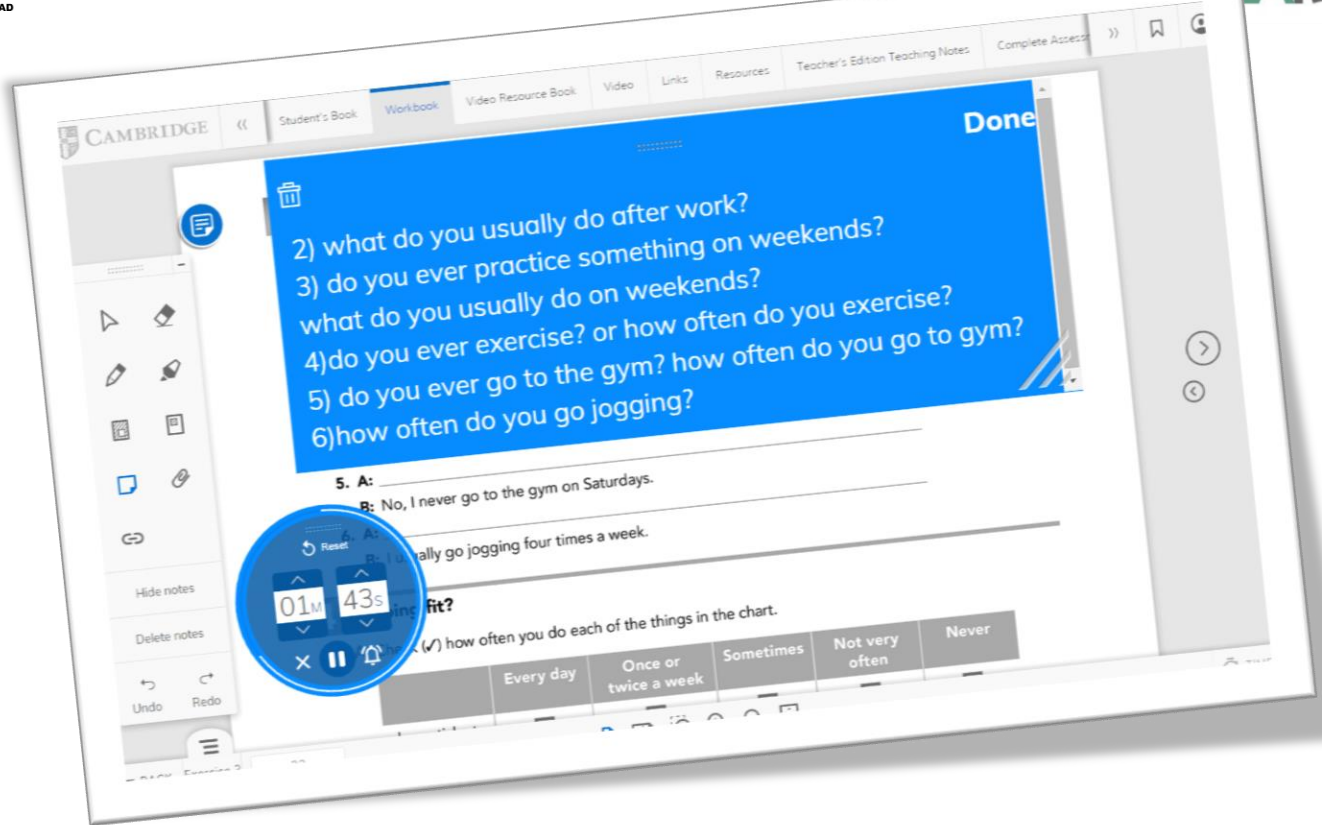 AD
CAMBRIDGE
Student's Book
Workbook
Video Resource Book
Video
Links
Resources
Teacher's Edition Teaching Notes
Complete
Done
2) what do you usually do after work?
3) do you ever practice something on weekends?
what do you usually do on weekends?
4)do you ever exercise? or how often do you exercise?
5) do you ever go to the gym? how often do you go to gym?
6)how often do you go jogging?
5. A:
B: No, I never go to the gym on Saturdays.
6. A:
B: I usually go jogging four times a week.
Reset
01M 43S
fit?
(✓) how often you do each of the things in the chart.
Every day
Once or
twice a week
Sometimes
Not very
often
Never
Hide notes
Delete notes
Undo
Redo